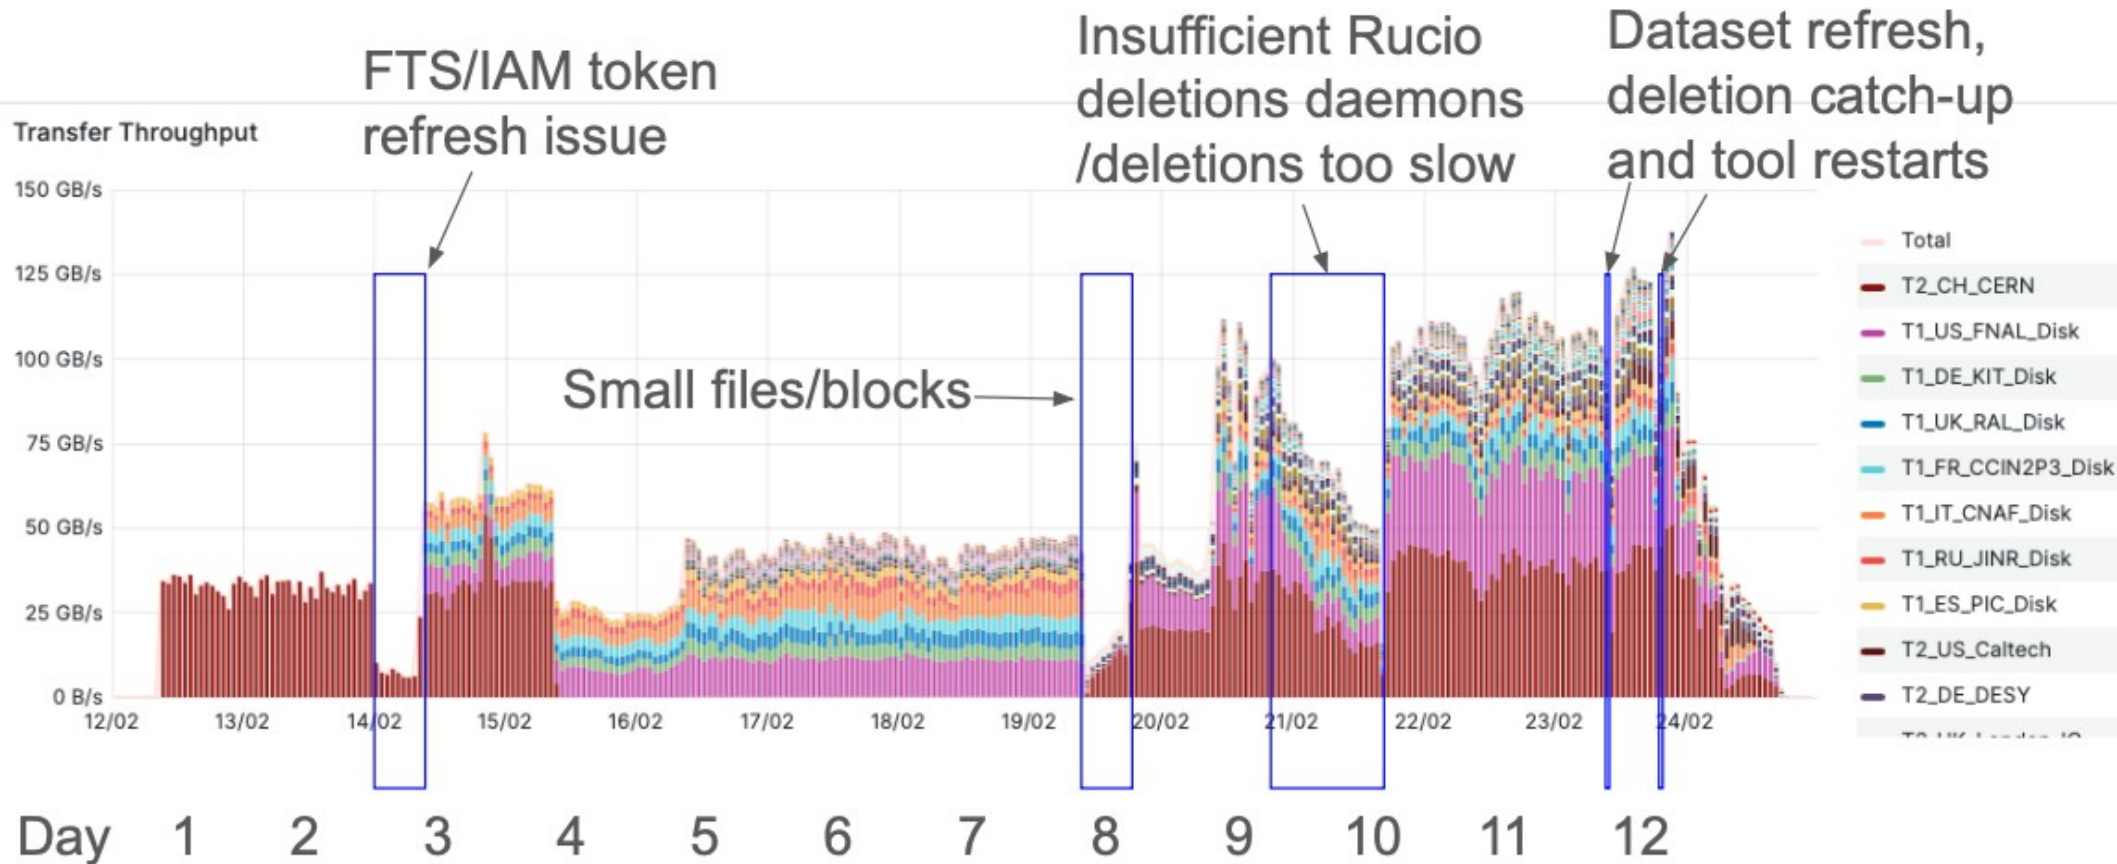 FTS/IAM token
refresh issue
Insufficient Rucio
deletions daemons
/deletions too slow
Dataset refresh,
deletion catch-up
and tool restarts
Transfer Throughput
150 GB/s
125 GB/s
100 GB/s
75 GB/s
50 GB/s
25 GB/s
0 B/s
Small files/blocks
12/02 13/02 14/02 15/02 16/02 17/02 18/02 19/02 20/02 21/02 22/02 23/02 24/02
Total
T2_CH_CERN
T1_US_FNAL_Disk
T1_DE_KIT_Disk
T1_UK_RAL_Disk
T1_FR_CCIN2P3_Disk
T1_IT_CNAF_Disk
T1_RU_JINR_Disk
T1_ES_PIC_Disk
T2_US_Caltech
T2_DE_DESY
Day 1 2 3 4 5 6 7 8 9 10 11 12